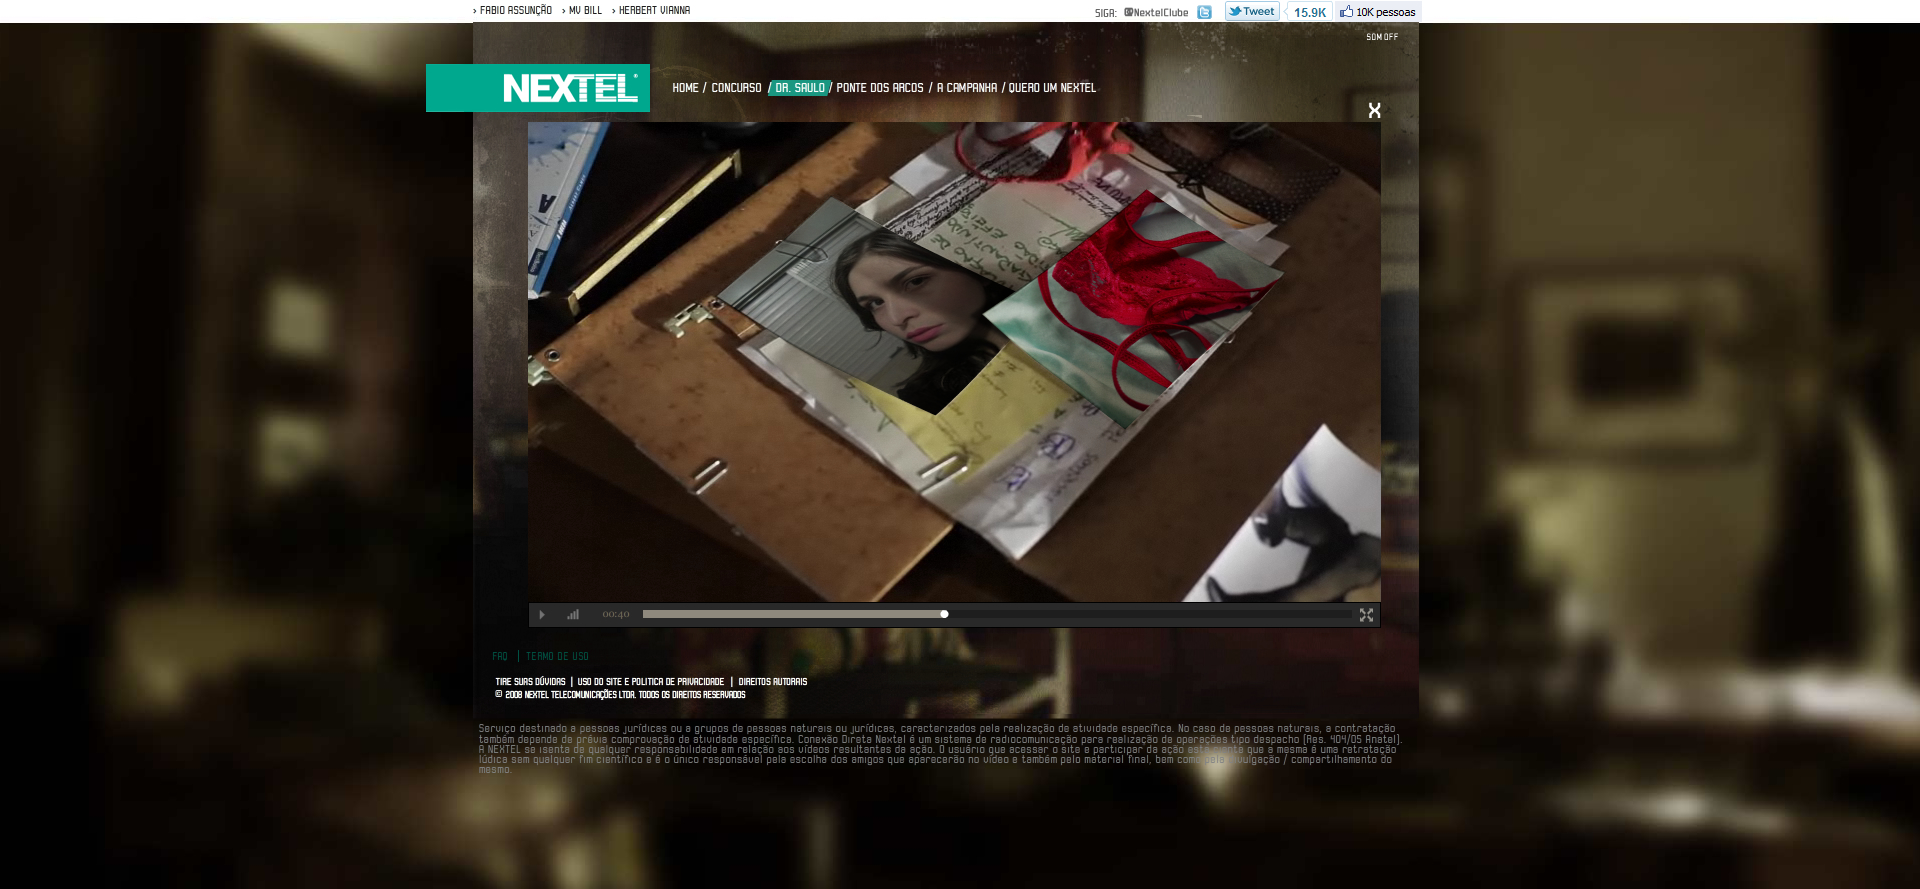 › FABIO ASSUNÇÃO › MV BILL › HERBERT VIANNA
SIGA: @NextelClube Tweet 15.9K 10K pessoas
SOM OFF
NEXTEL®
HOME / CONCURSO / DR. SAULO / PONTE DOS ARCOS / A CAMPANHA / QUERO UM NEXTEL
X
00:40
FAQ | TERMO DE USO
TIRE SUAS DÚVIDAS | USO DO SITE E POLITICA DE PRIVACIDADE | DIREITOS AUTORAIS
© 2008 NEXTEL TELECOMUNICAÇÕES LTDA. TODOS OS DIREITOS RESERVADOS
Serviço destinado a pessoas jurídicas ou a grupos de pessoas naturais ou jurídicas, caracterizados pela realização de atividade específica. No caso de pessoas naturais, a contratação
também depende de prévia comprovação da atividade específica. Conexão Direta Nextel é um sistema de radiocomunicação para realização de operações tipo despacho (Res. 404/05 Anatel).
A NEXTEL se isenta de qualquer responsabilidade em relação aos vídeos resultantes da ação. O usuário que acessar o site e participar da ação está ciente que a mesma é uma retratação
lúdica sem qualquer fim científico e é o único responsável pela escolha dos amigos que aparecerão no vídeo e também pelo material final, bem como pela divulgação / compartilhamento do
mesmo.